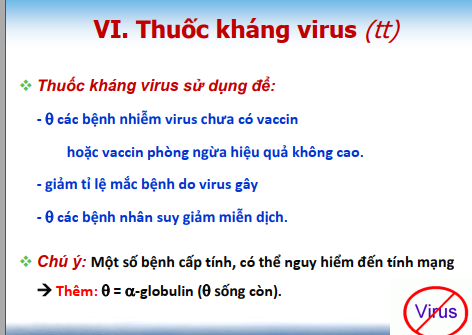 VI. Thuốc kháng virus (tt)
❖ Thuốc kháng virus sử dụng để:
- θ các bệnh nhiễm virus chưa có vaccin
hoặc vaccin phòng ngừa hiệu quả không cao.
- giảm tỉ lệ mắc bệnh do virus gây
- θ các bệnh nhân suy giảm miễn dịch.
❖ Chú ý: Một số bệnh cấp tính, có thể nguy hiểm đến tính mạng
➔ Thêm: θ = α-globulin (θ sống còn).
Virus